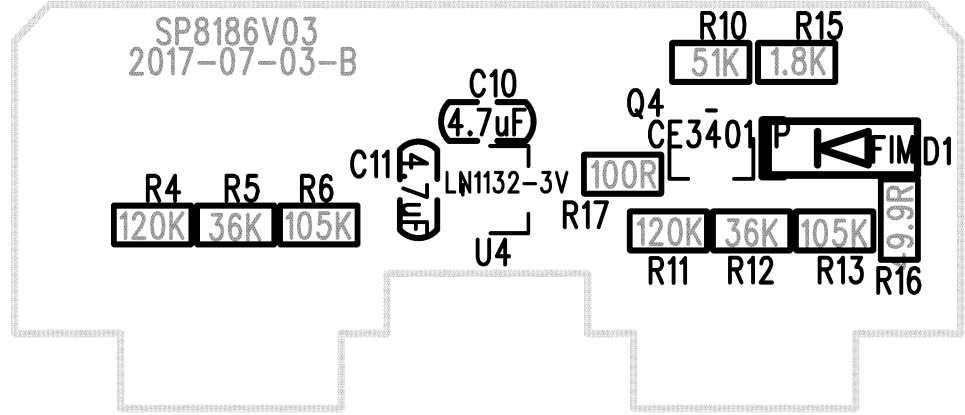 SP8186V03
2017-07-03-B
R10
R15
51K
1.8K
C10
4.7uF
Q4
CE3401
P
FIM
D1
C11
4.7uF
LN1132-3V
U4
100R
R17
R4
R5
R6
120K
36K
105K
120K
36K
105K
49.9R
R11
R12
R13
R16